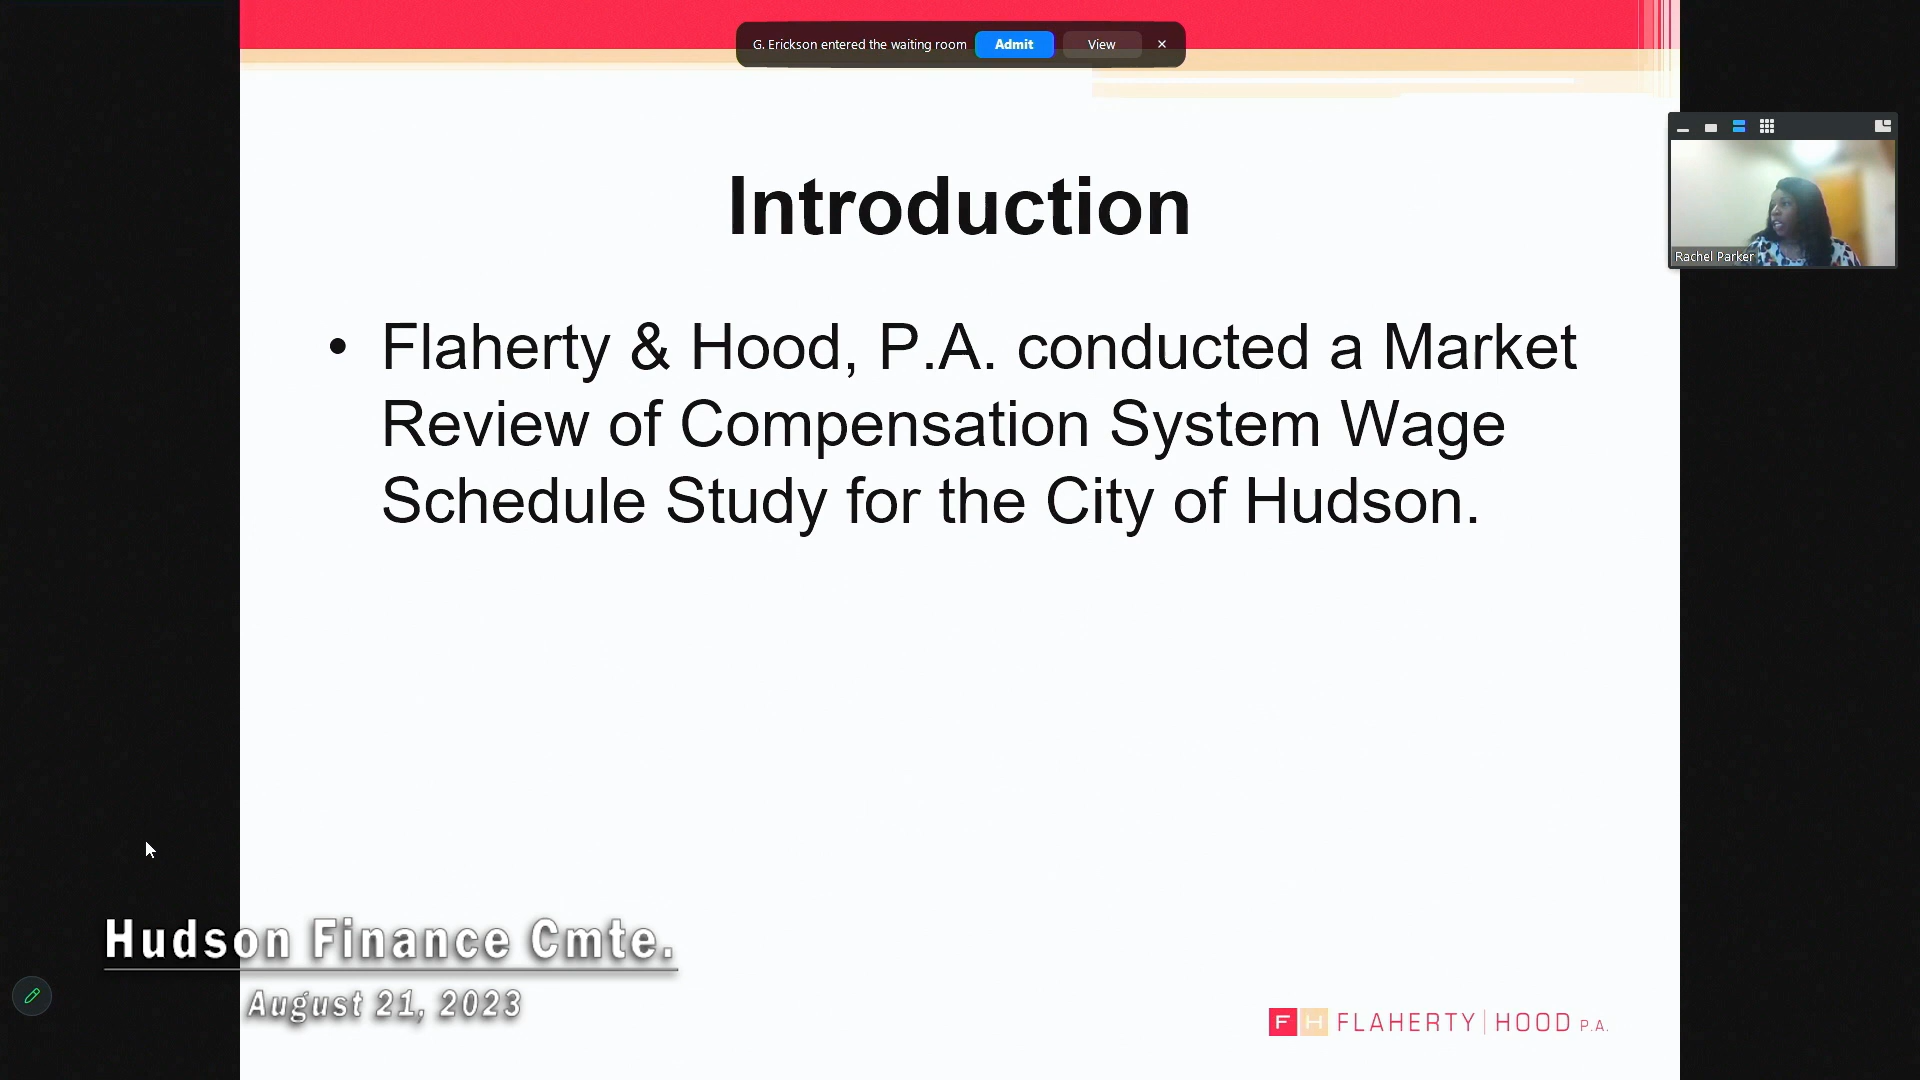 G. Erickson entered the waiting room Admit View ×
Introduction
Rachel Parker
• Flaherty & Hood, P.A. conducted a Market
Review of Compensation System Wage
Schedule Study for the City of Hudson.
Hudson Finance Cmte.
August 21, 2023
F H FLAHERTY | HOOD P.A.